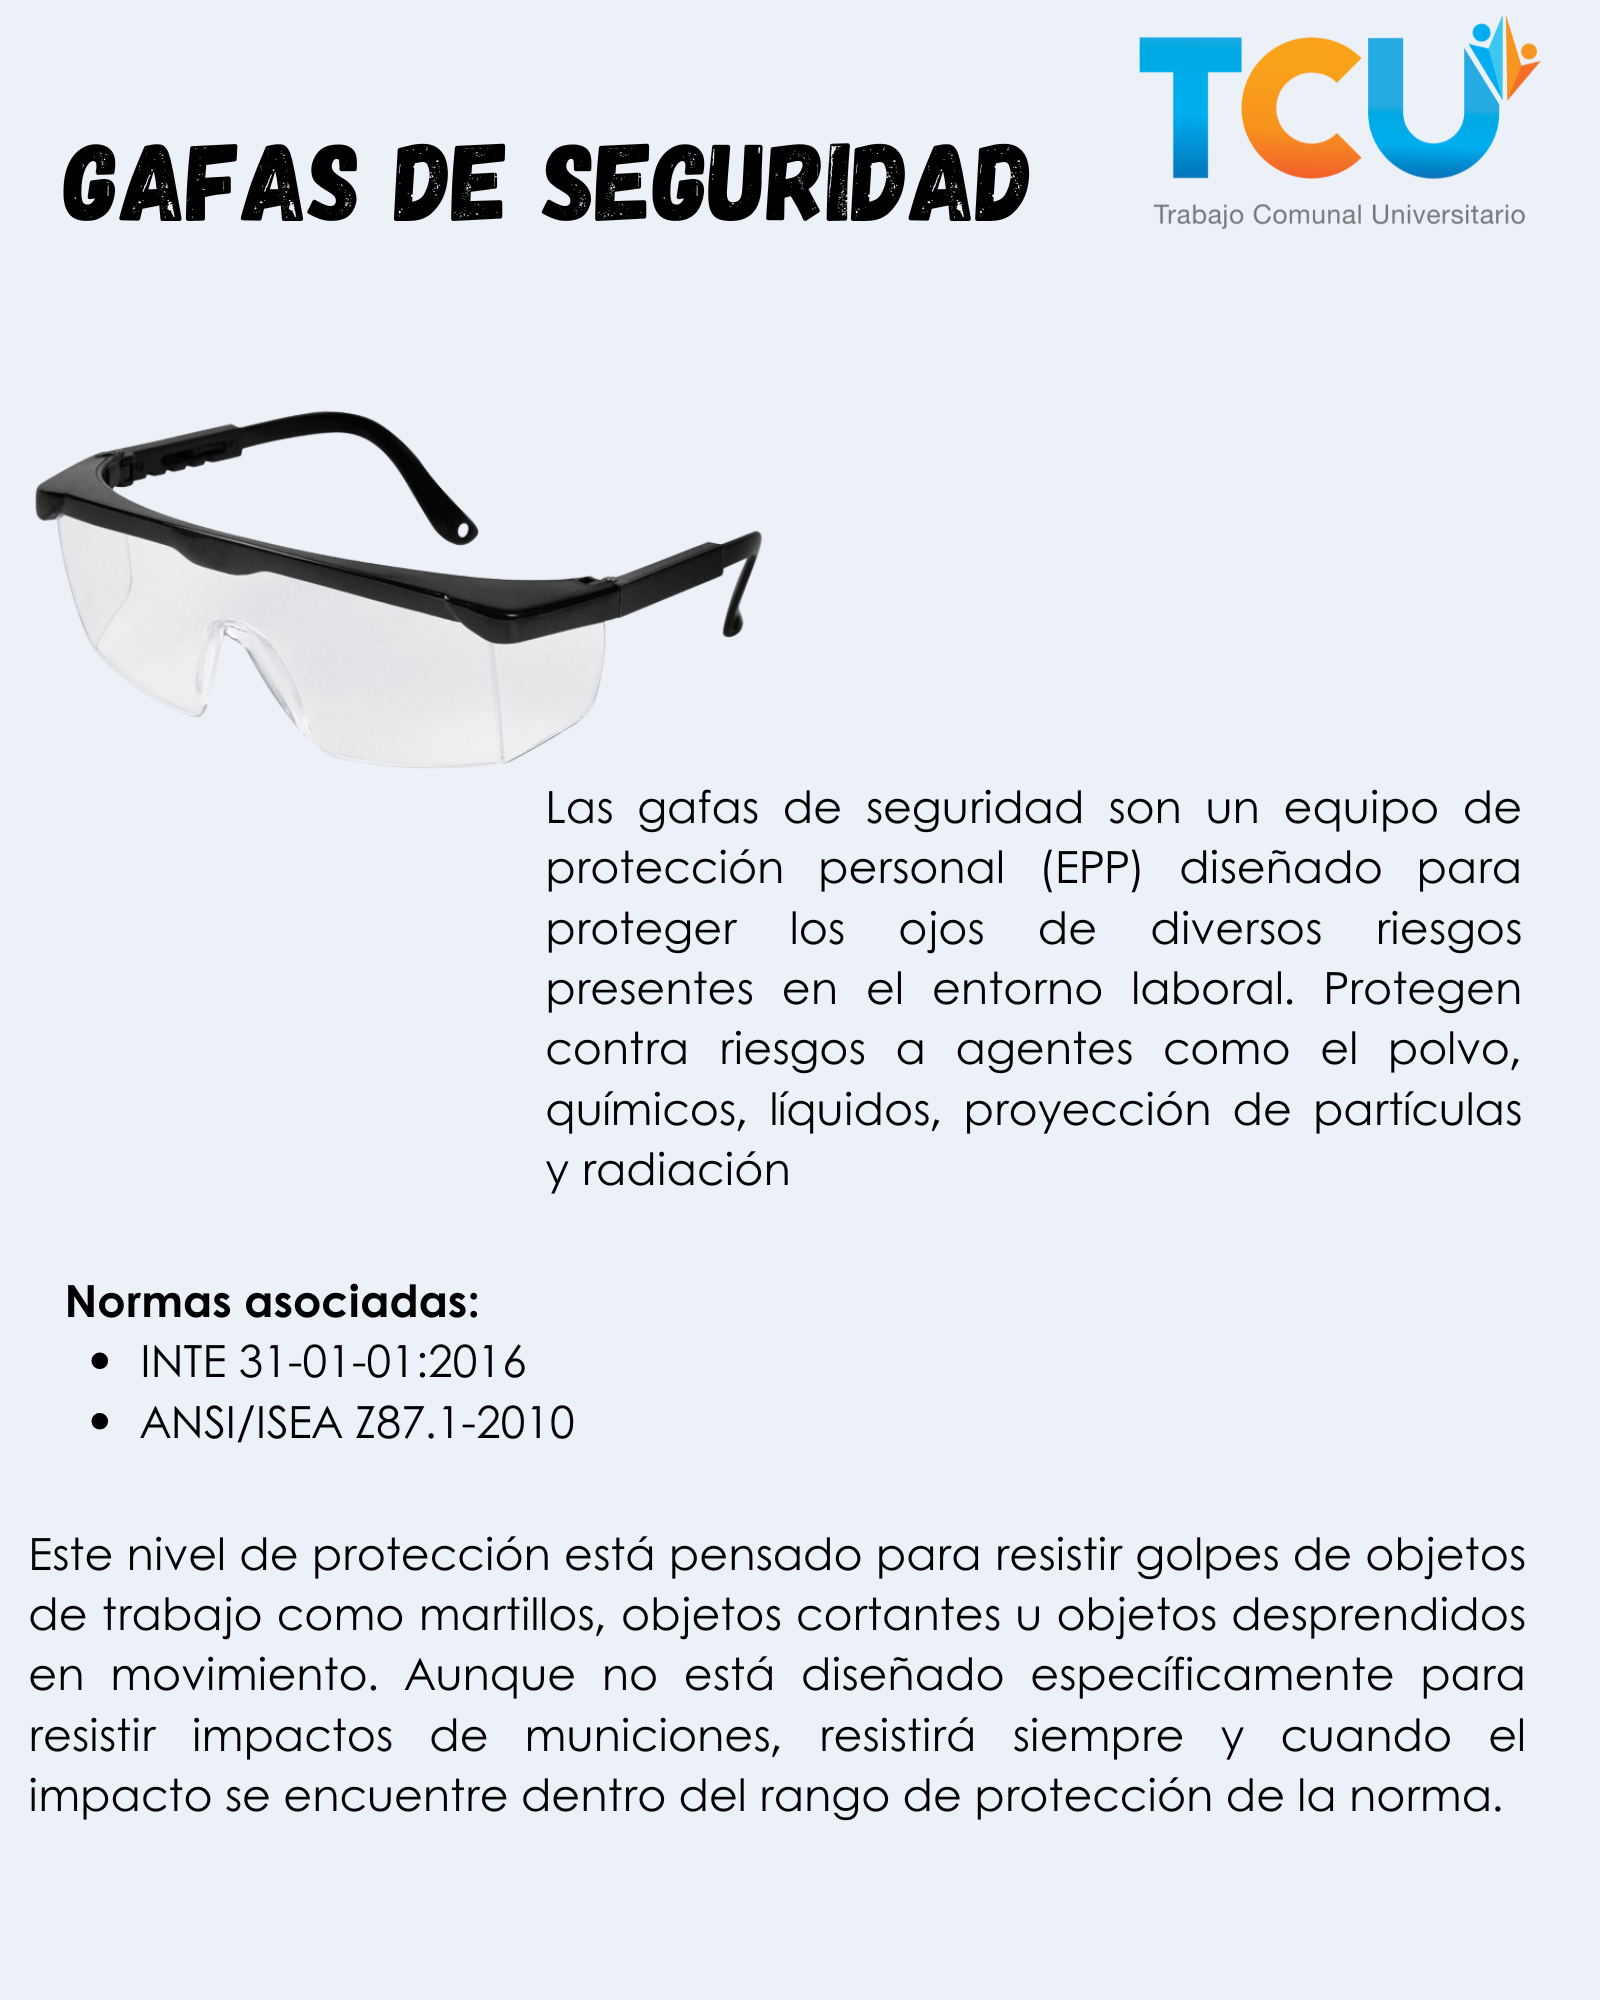 TCU
Trabajo Comunal Universitario
GAFAS DE SEGURIDAD
Las gafas de seguridad son un equipo de
protección personal (EPP) diseñado para
proteger los ojos de diversos riesgos
presentes en el entorno laboral. Protegen
contra riesgos a agentes como el polvo,
químicos, líquidos, proyección de partículas
y radiación
Normas asociadas:
• INTE 31-01-01:2016
• ANSI/ISEA Z87.1-2010
Este nivel de protección está pensado para resistir golpes de objetos
de trabajo como martillos, objetos cortantes u objetos desprendidos
en movimiento. Aunque no está diseñado específicamente para
resistir impactos de municiones, resistirá siempre y cuando el
impacto se encuentre dentro del rango de protección de la norma.